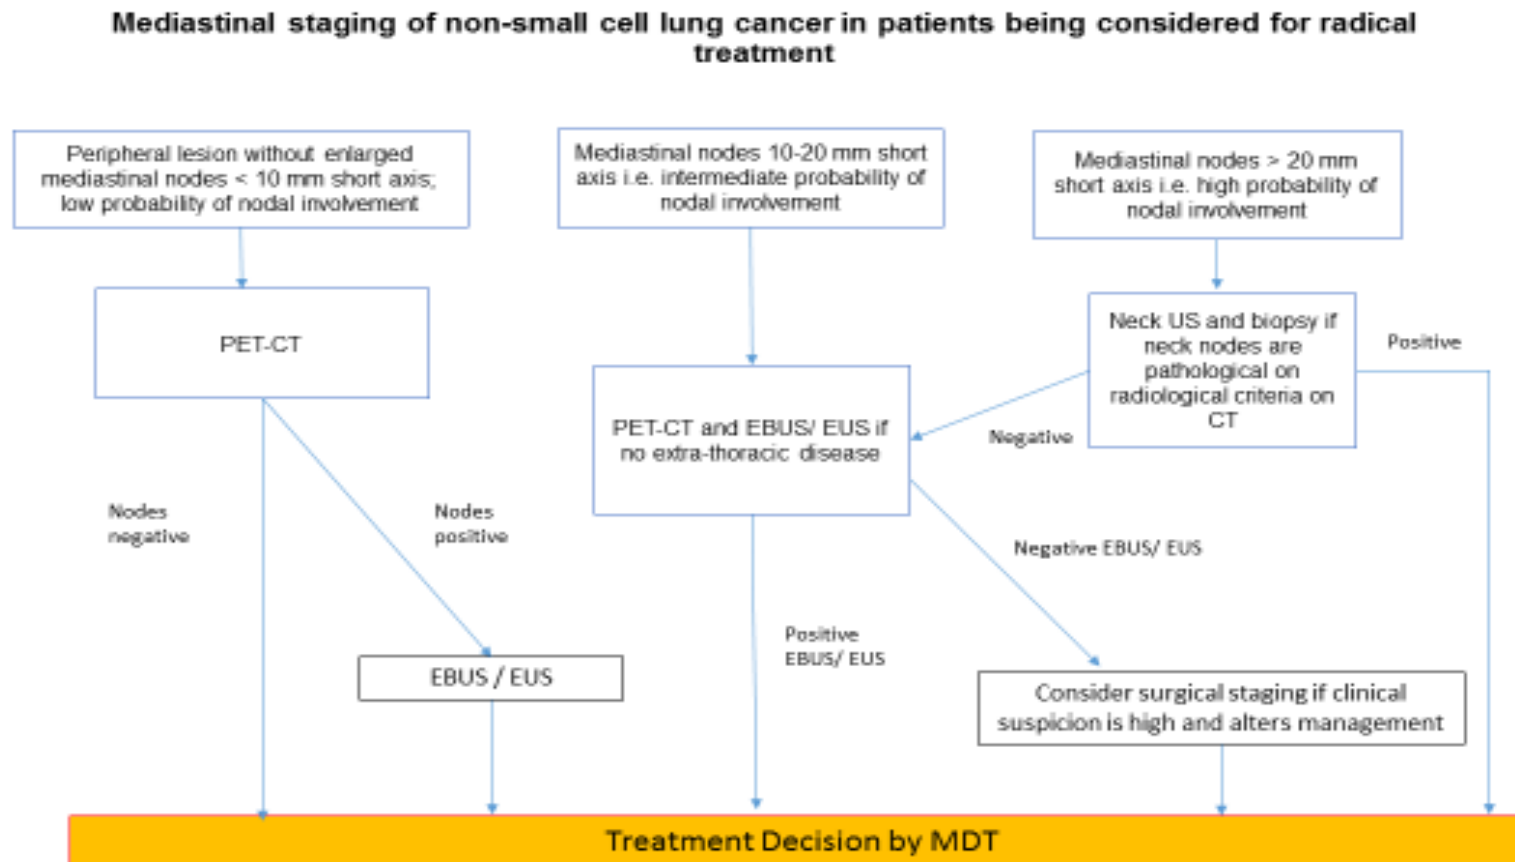 Mediastinal staging of non-small cell lung cancer in patients being considered for radical
treatment
Peripheral lesion without enlarged
mediastinal nodes < 10 mm short axis;
low probability of nodal involvement
Mediastinal nodes 10-20 mm short
axis i.e. intermediate probability of
nodal involvement
Mediastinal nodes > 20 mm
short axis i.e. high probability of
nodal involvement
PET-CT
Neck US and biopsy if
neck nodes are
pathological on
radiological criteria on
CT
Positive
PET-CT and EBUS/ EUS if
no extra-thoracic disease
Negative
Nodes
negative
Nodes
positive
Negative EBUS/ EUS
Positive
EBUS/ EUS
EBUS / EUS
Consider surgical staging if clinical
suspicion is high and alters management
Treatment Decision by MDT